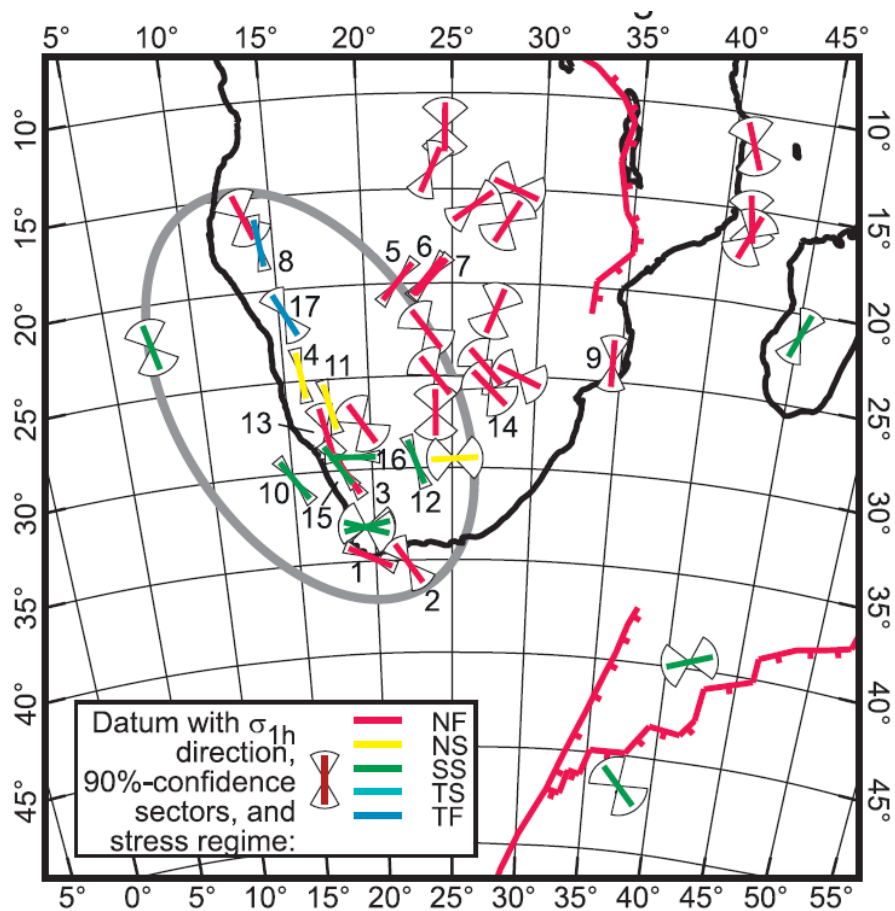 5° 10° 15° 20° 25° 30° 35° 40° 45°
10° 10°
15° 15°
20° 20°
25° 25°
30° 30°
35° 35°
40° 40°
45° 45°
5 6 7
8
17
4 11
9
13
14
16
10 12
15 3
1
2
Datum with σ1h
direction,
90%-confidence
sectors, and
stress regime:
NF
NS
SS
TS
TF
5° 0° 10° 15° 20° 25° 30° 35° 40° 45° 50° 55°